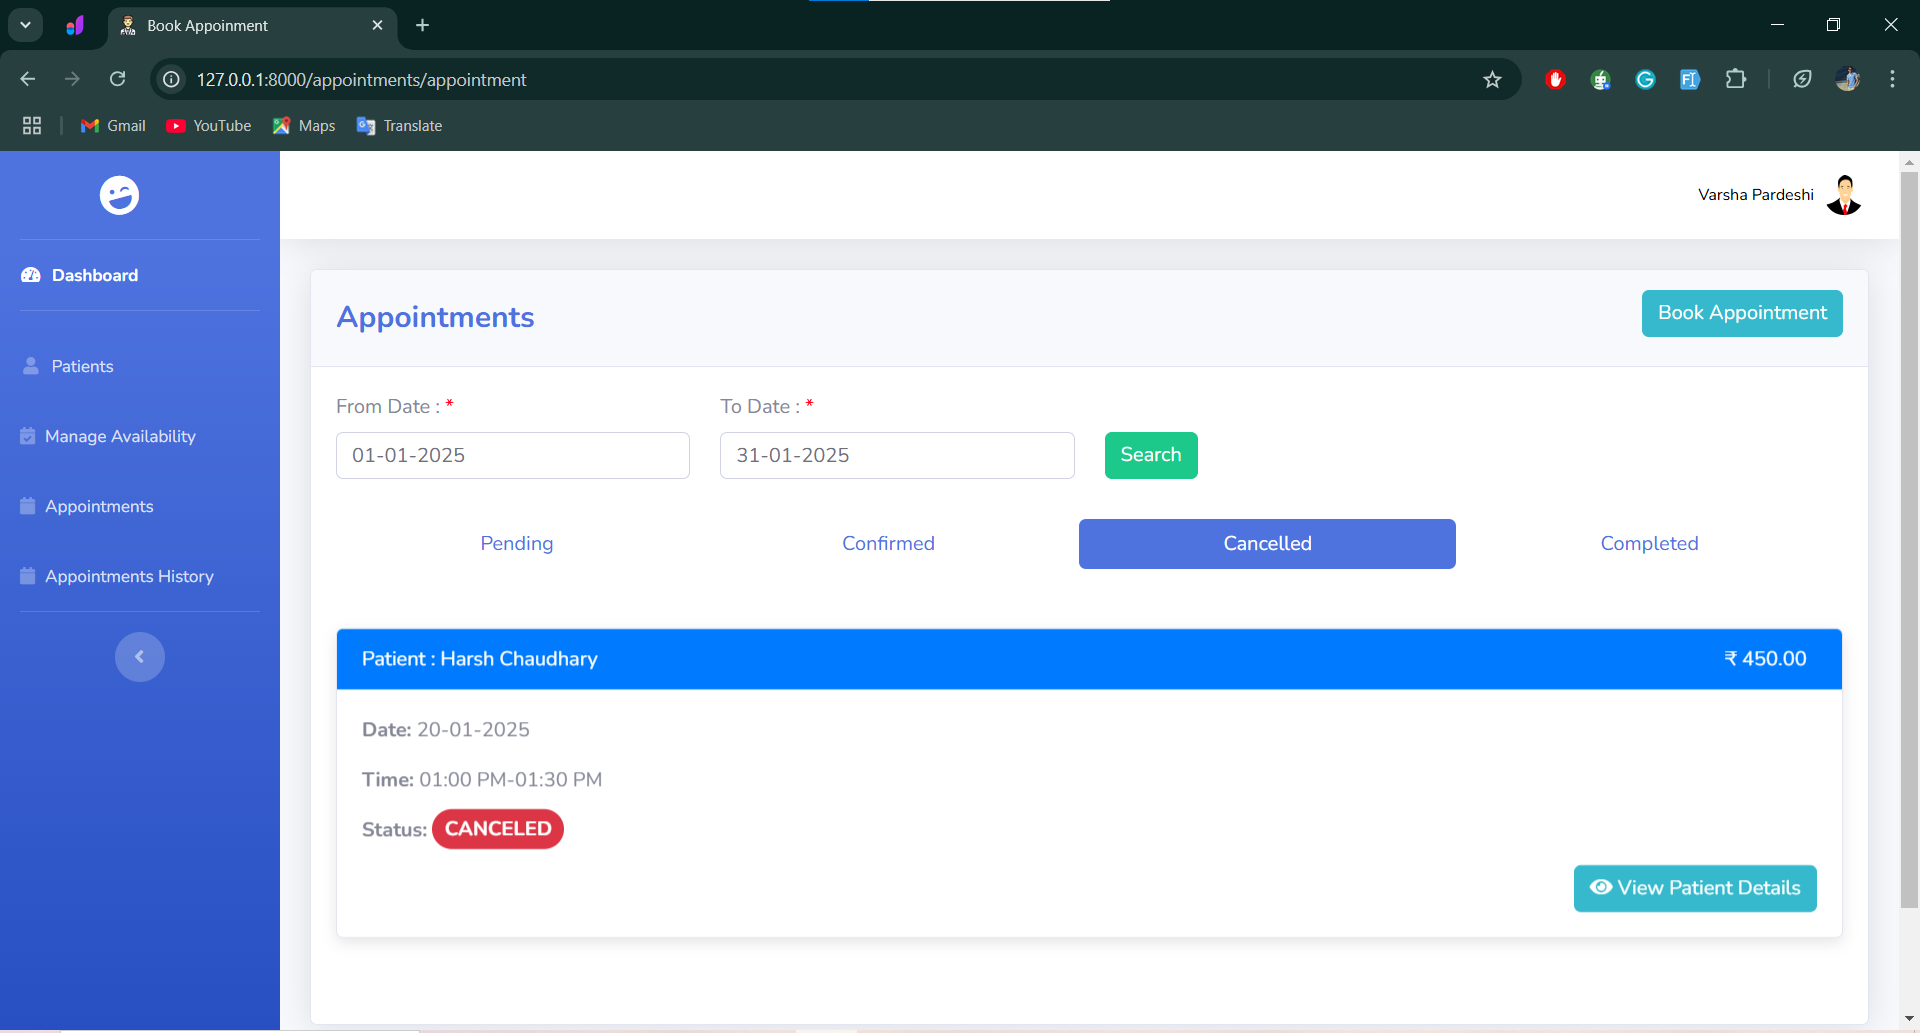 Book Appoinment
127.0.0.1:8000/appointments/appointment
Gmail YouTube Maps Translate
Varsha Pardeshi
Dashboard
Patients
Manage Availability
Appointments
Appointments History
Appointments
Book Appointment
From Date : * To Date : *
01-01-2025 31-01-2025 Search
Pending Confirmed Cancelled Completed
Patient : Harsh Chaudhary ₹ 450.00
Date: 20-01-2025
Time: 01:00 PM-01:30 PM
Status: CANCELED
View Patient Details